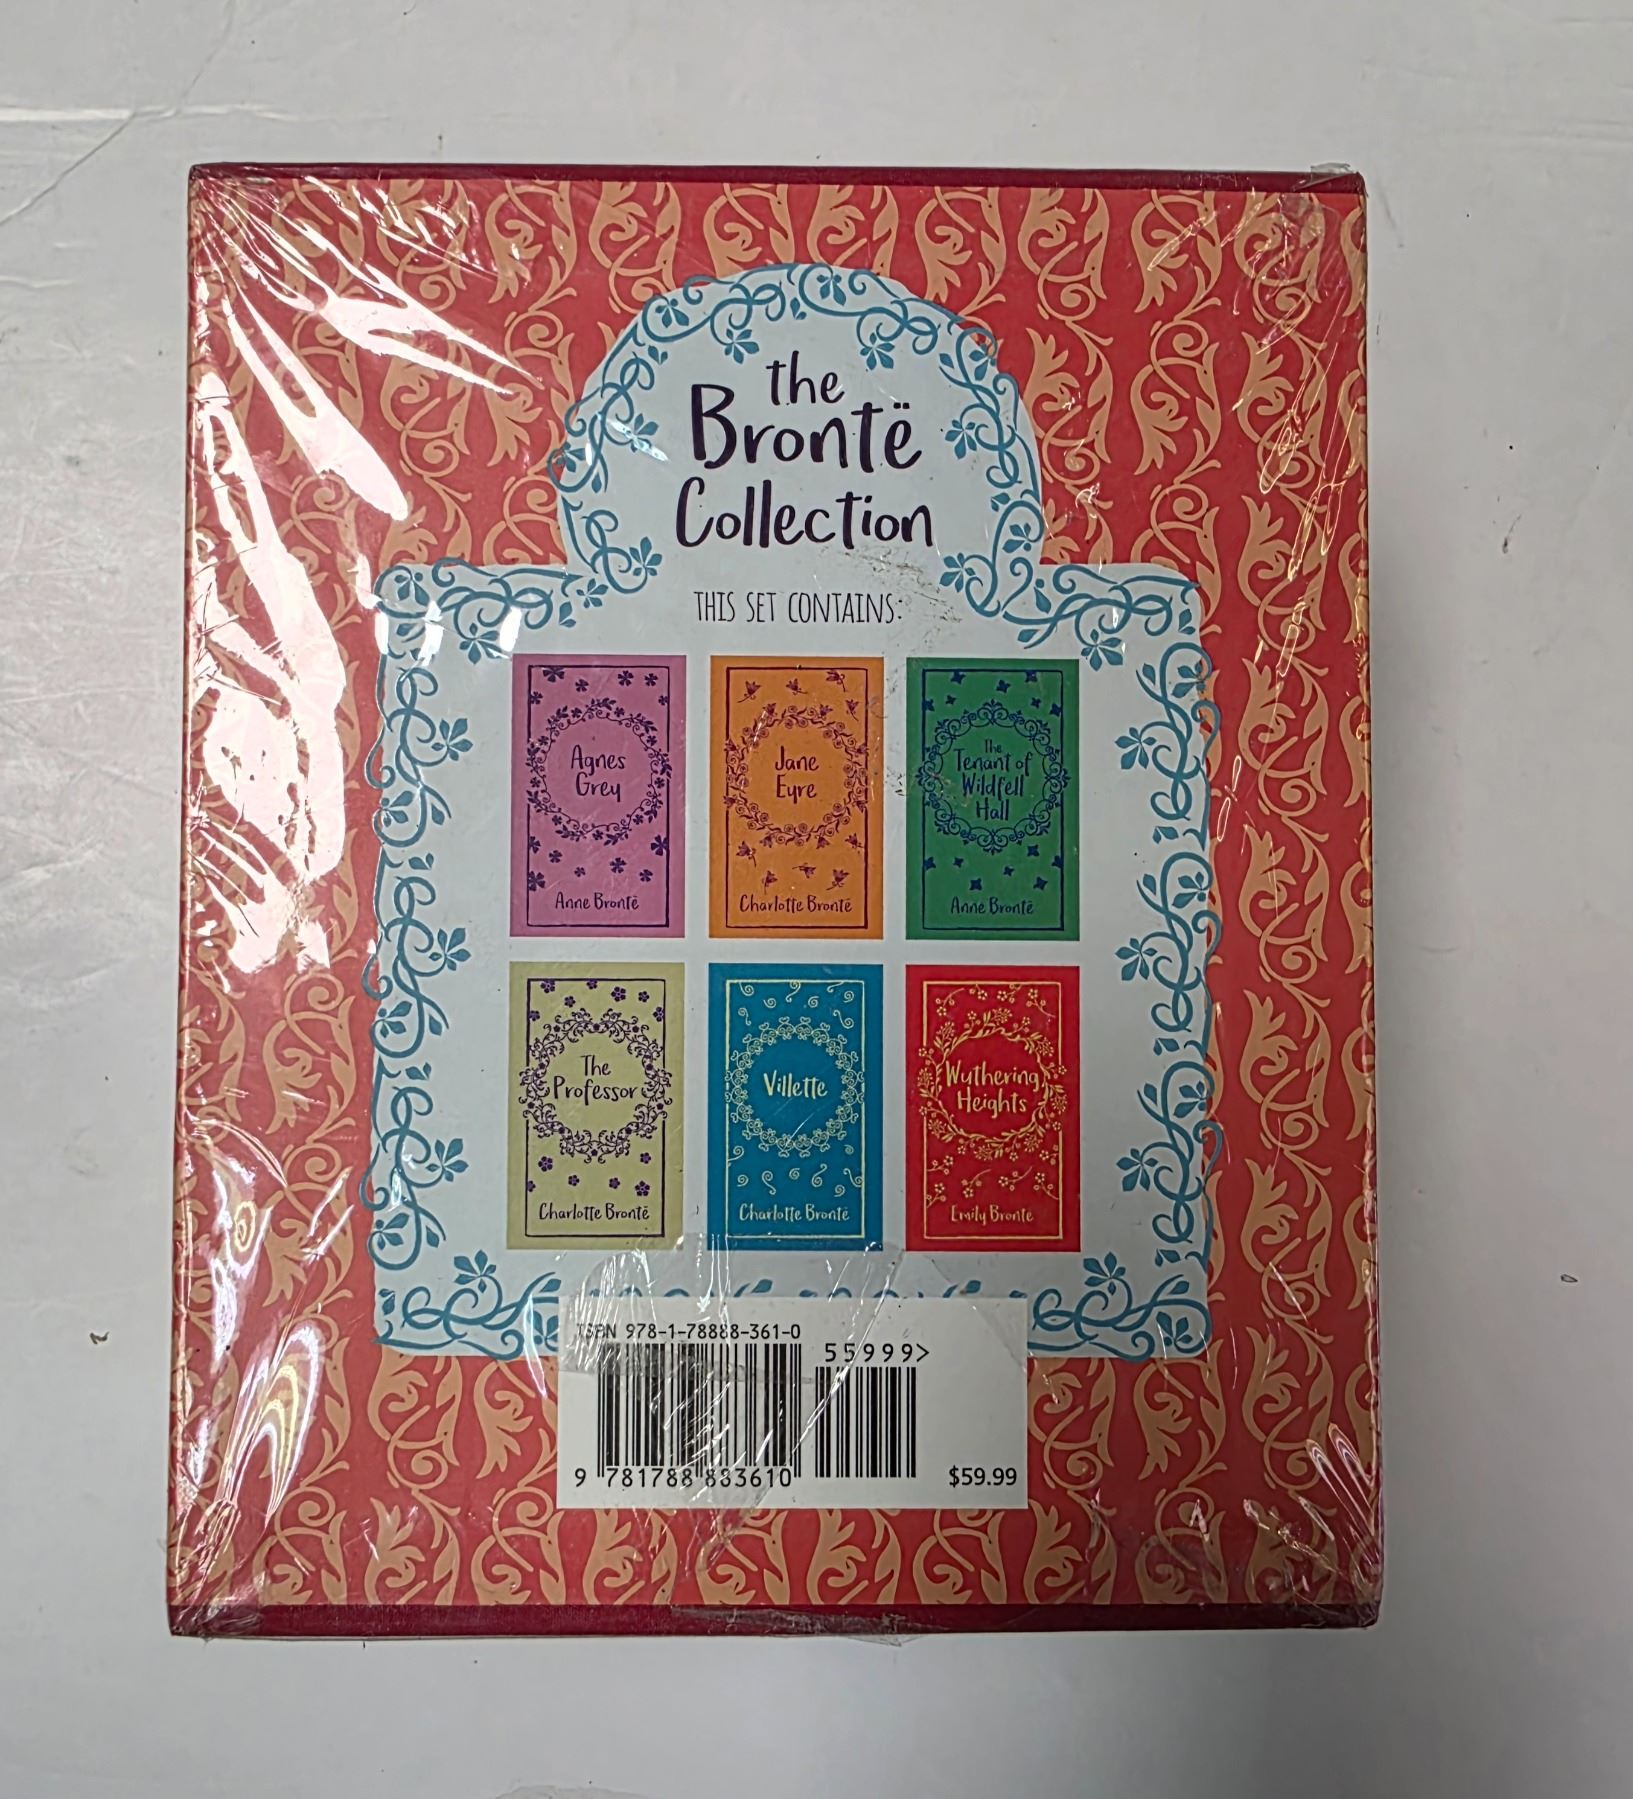 the
Brontë
Collection
THIS SET CONTAINS:
Agnes
Grey
Anne Brontë
Jane
Eyre
Charlotte Brontë
The
Tenant of
Wildfell
Hall
Anne Brontë
The
Professor
Charlotte Brontë
Villette
Charlotte Brontë
Wuthering
Heights
Emily Brontë
ISBN 978-1-78888-361-0
55999>
9 781788 883610
$59.99